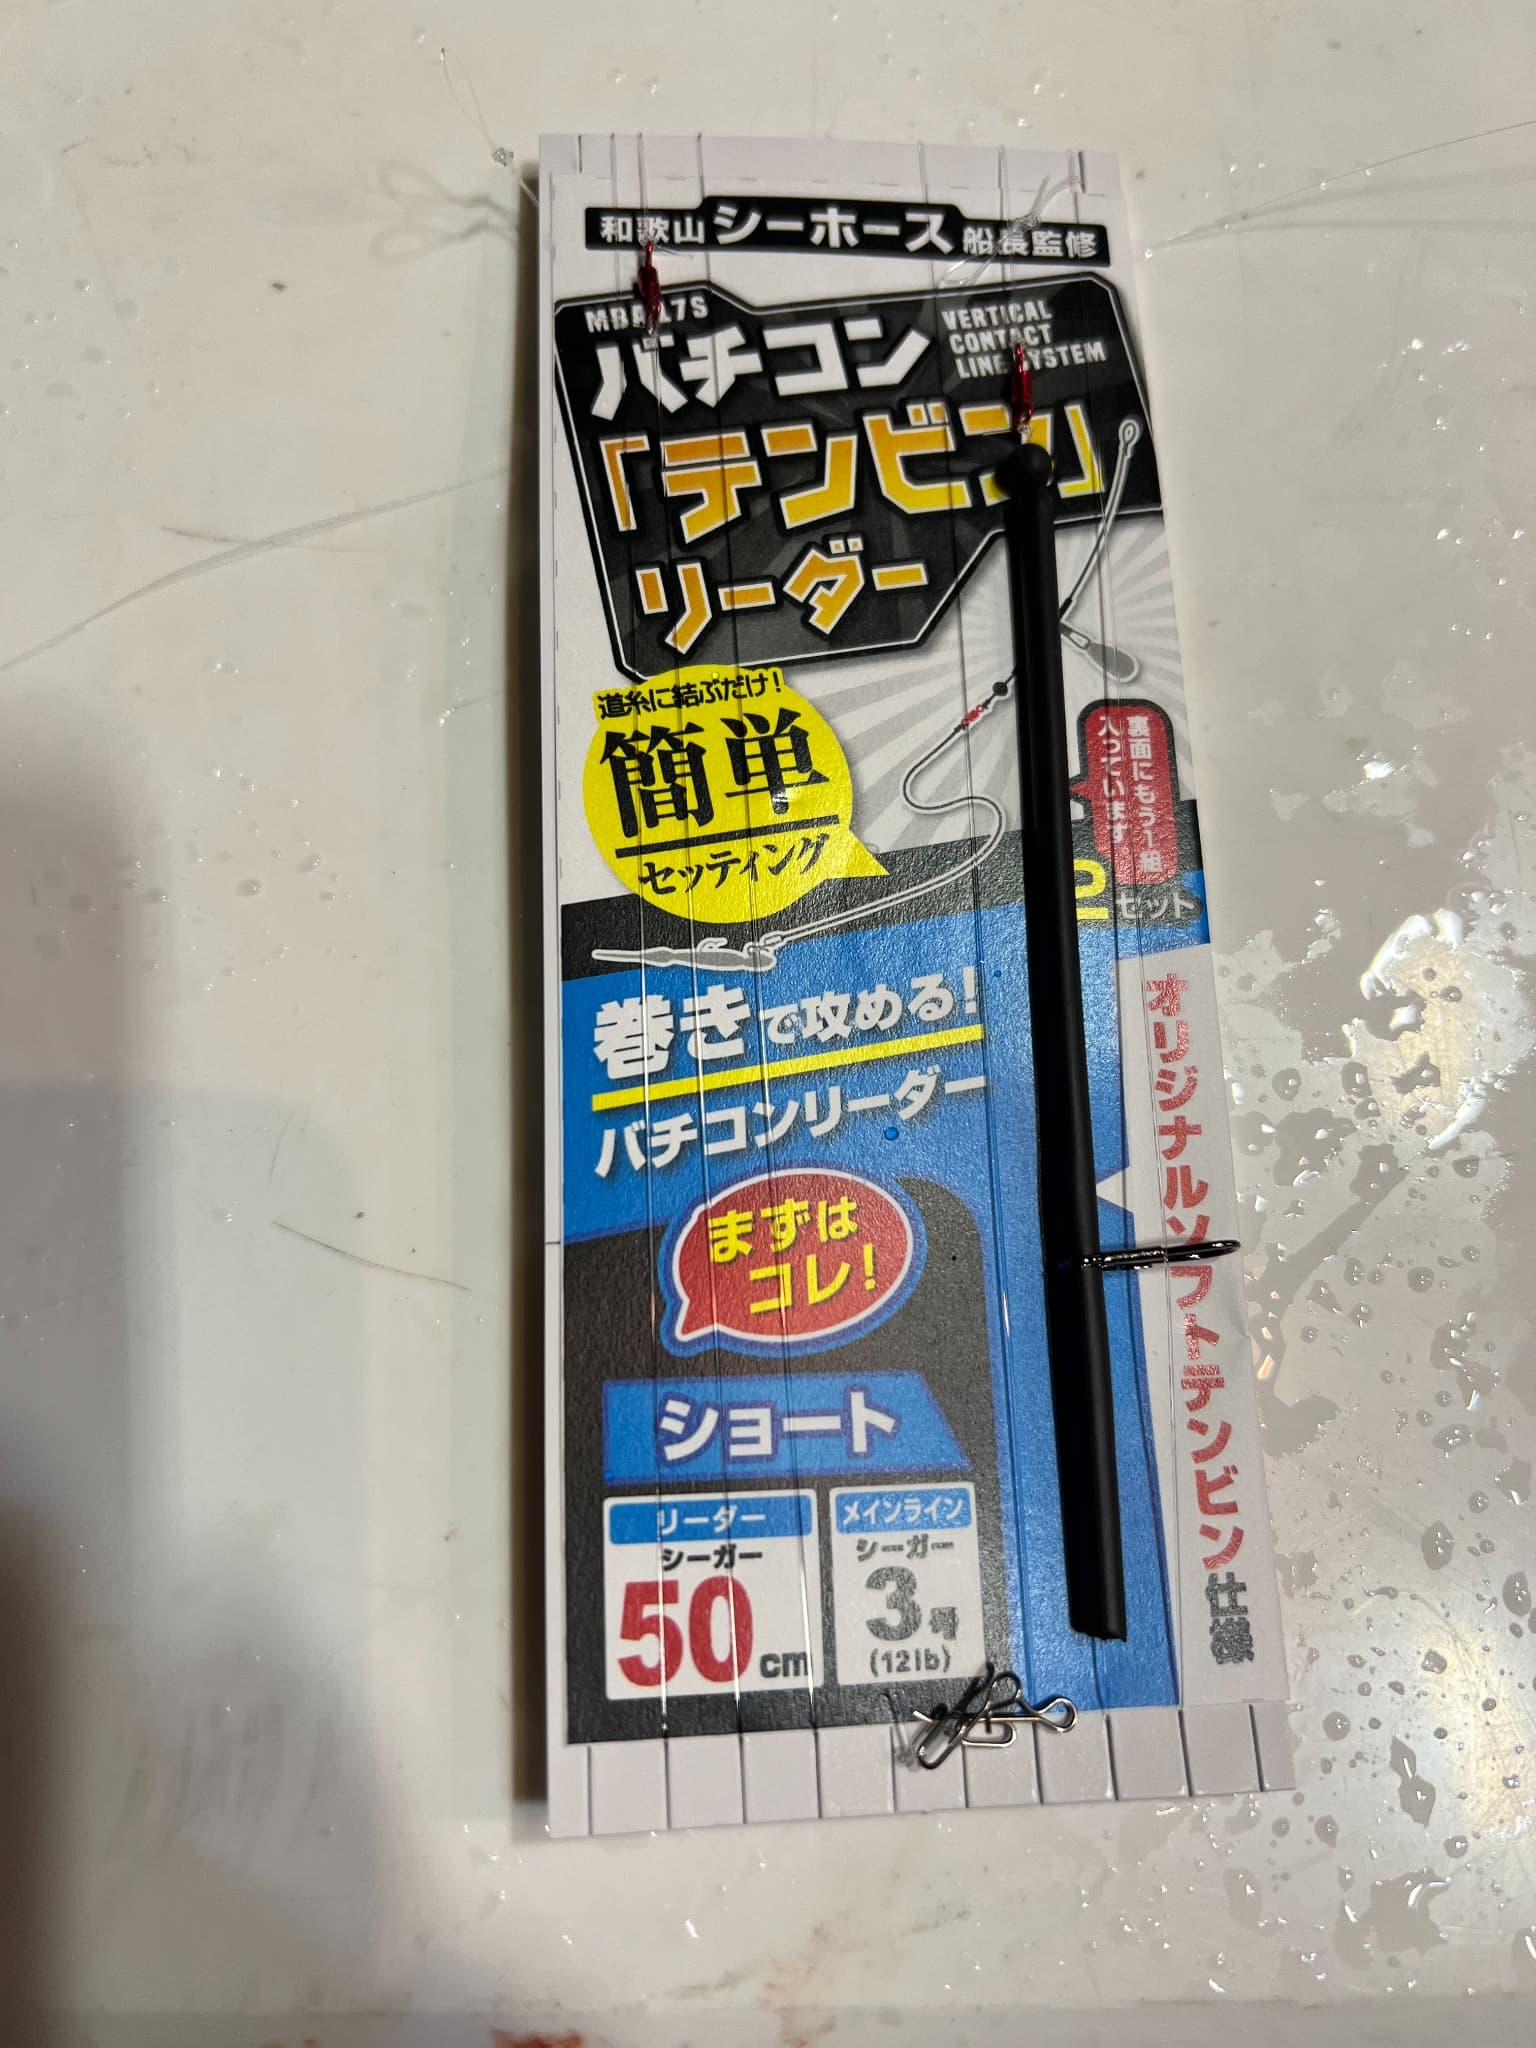 和歌山 シーホース 船長監修
MBA17S
バチコン
VERTICAL
CONTACT
LINE SYSTEM
「テンビン」
リーダー
道糸に結ぶだけ!
簡単
セッティング
裏面にもう一組
入っています。
2セット
巻きで攻める!
バチコンリーダー
まずは
コレ!
ショート
リーダー
シーガー
50cm
メインライン
シーガー
3号
(12lb)
オリジナルソフトテンビン仕様